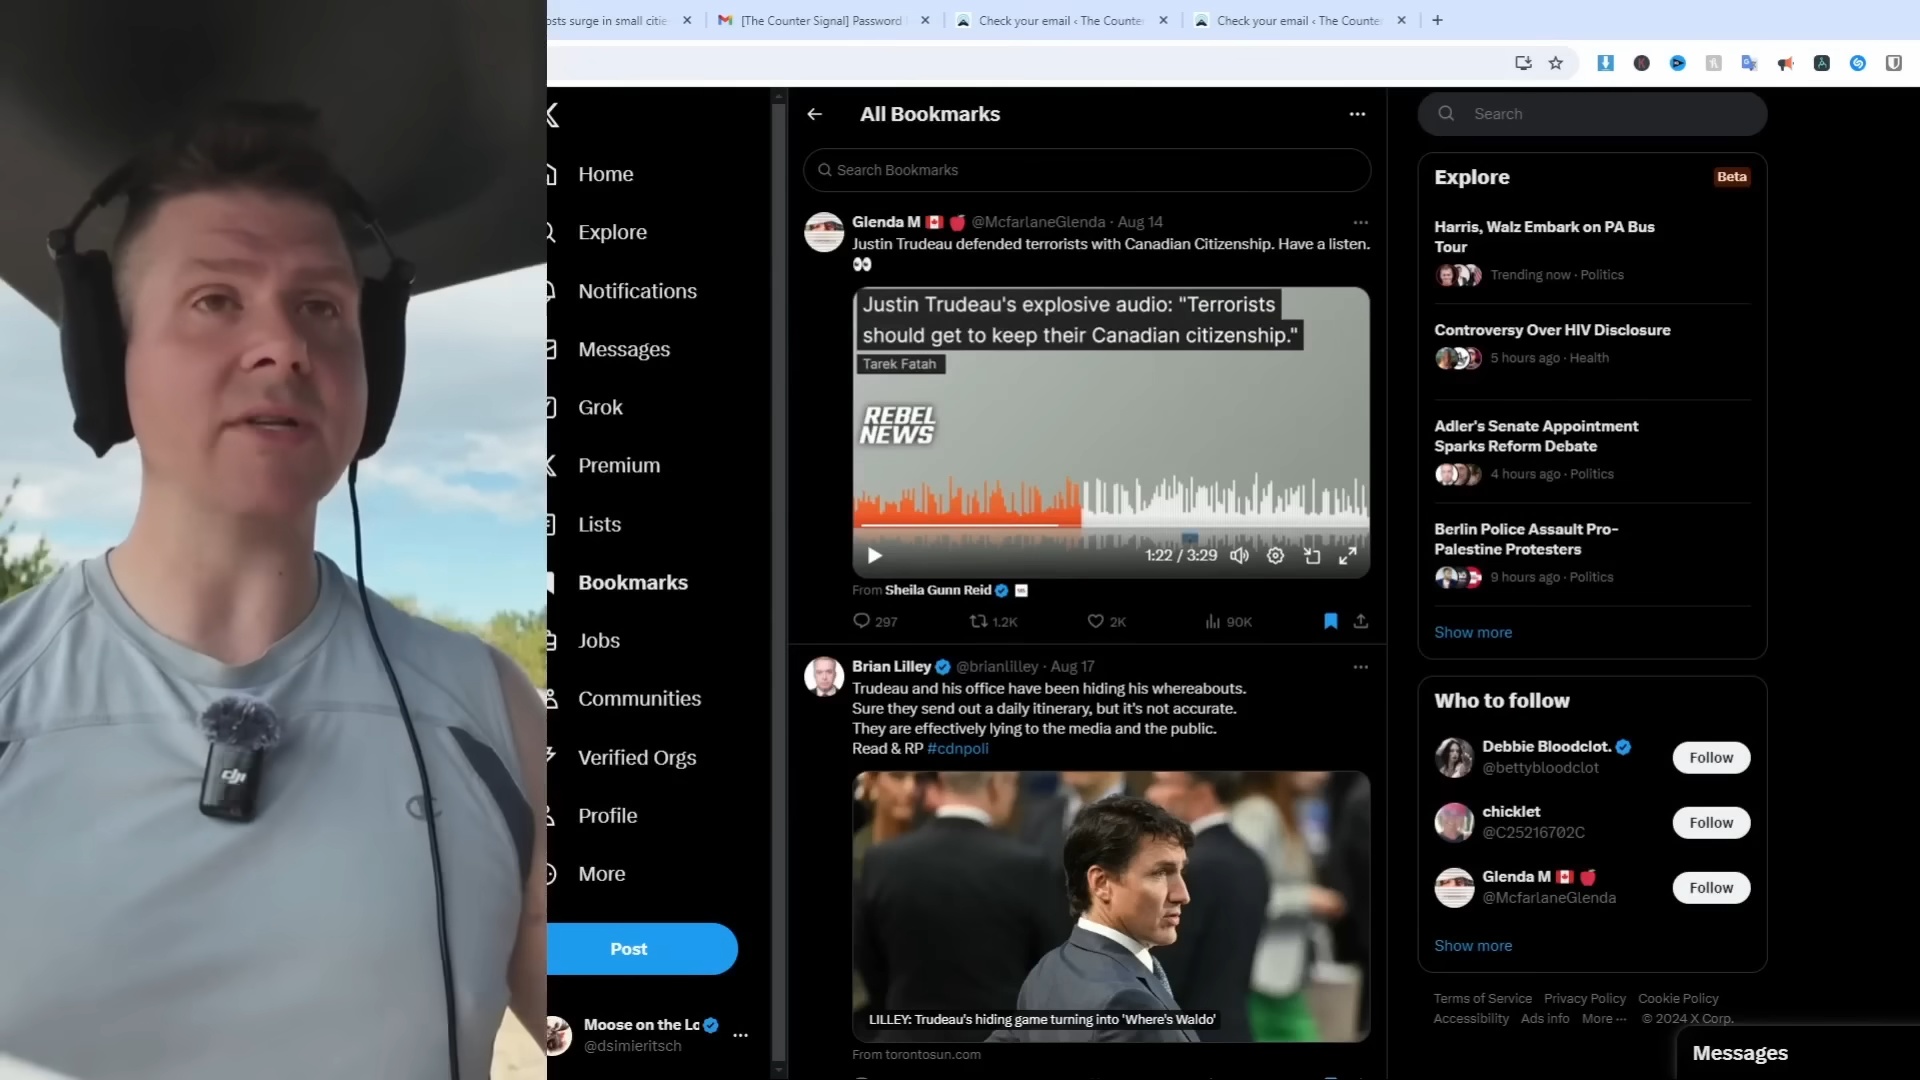 osts surge in small citie
[The Counter Signal] Password
Check your email ‹ The Counte
Check your email ‹ The Counte
Home
Explore
Notifications
Messages
Grok
Premium
Lists
Bookmarks
Jobs
Communities
Verified Orgs
Profile
More
Post
Moose on the Lo
@dsimieritsch
All Bookmarks
Search Bookmarks
Glenda M @McfarlaneGlenda · Aug 14
Justin Trudeau defended terrorists with Canadian Citizenship. Have a listen.
Justin Trudeau's explosive audio: "Terrorists
should get to keep their Canadian citizenship."
Tarek Fatah
REBEL
NEWS
1:22 / 3:29
From Sheila Gunn Reid
297 1.2K 2K 90K
Brian Lilley @brianlilley · Aug 17
Trudeau and his office have been hiding his whereabouts.
Sure they send out a daily itinerary, but it's not accurate.
They are effectively lying to the media and the public.
Read & RP #cdnpoli
LILLEY: Trudeau's hiding game turning into 'Where's Waldo'
From torontosun.com
Search
Explore Beta
Harris, Walz Embark on PA Bus
Tour
Trending now · Politics
Controversy Over HIV Disclosure
5 hours ago · Health
Adler's Senate Appointment
Sparks Reform Debate
4 hours ago · Politics
Berlin Police Assault Pro-
Palestine Protesters
9 hours ago · Politics
Show more
Who to follow
Debbie Bloodclot.
@bettybloodclot
Follow
chicklet
@C25216702C
Follow
Glenda M
@McfarlaneGlenda
Follow
Show more
Terms of Service Privacy Policy Cookie Policy
Accessibility Ads info More ··· © 2024 X Corp.
Messages
dji